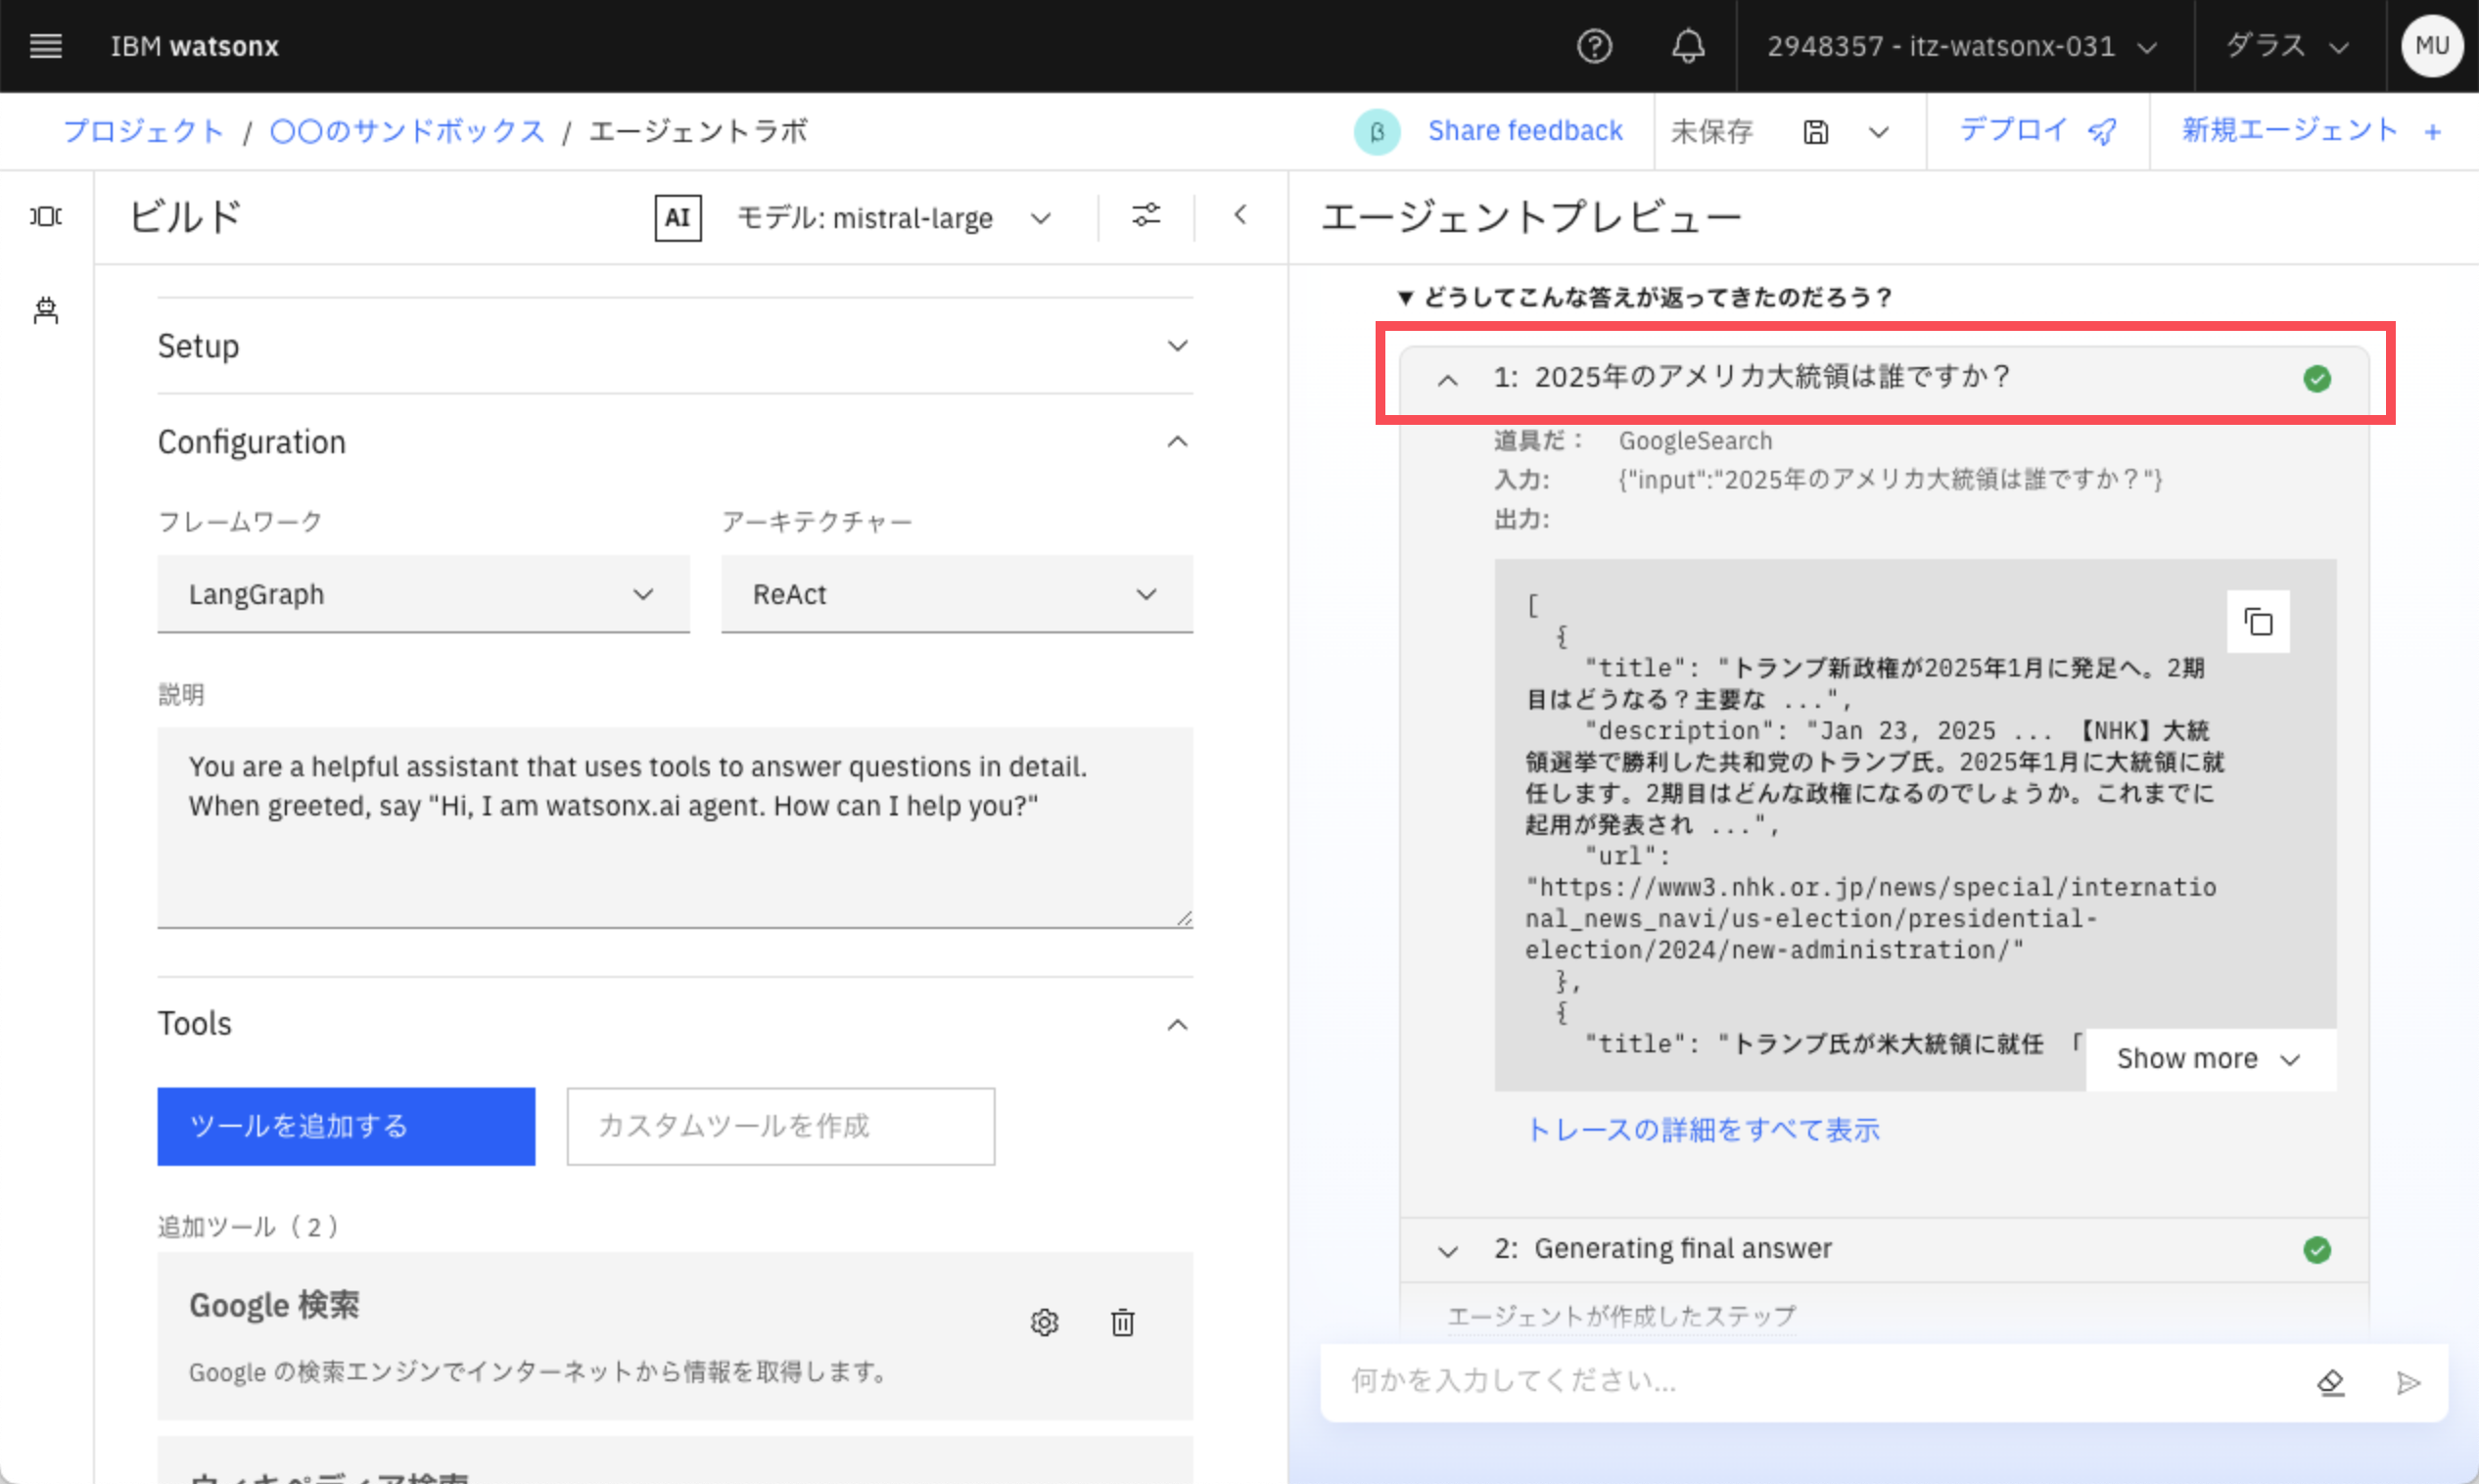 IBM watsonx
2948357 - itz-watsonx-031
ダラス
MU
プロジェクト / 〇〇のサンドボックス / エージェントラボ
β Share feedback
未保存
デプロイ
新規エージェント +
ビルド
AI モデル: mistral-large
Setup
Configuration
フレームワーク
アーキテクチャー
LangGraph
ReAct
説明
You are a helpful assistant that uses tools to answer questions in detail.
When greeted, say "Hi, I am watsonx.ai agent. How can I help you?"
Tools
ツールを追加する
カスタムツールを作成
追加ツール（2）
Google 検索
Google の検索エンジンでインターネットから情報を取得します。
ウィキペディア検索
エージェントプレビュー
▼ どうしてこんな答えが返ってきたのだろう？
1: 2025年のアメリカ大統領は誰ですか？
道具だ： GoogleSearch
入力: {"input":"2025年のアメリカ大統領は誰ですか？"}
出力:
[
{
"title": "トランプ新政権が2025年1月に発足へ。2期
目はどうなる？主要な ...",
"description": "Jan 23, 2025 ... 【NHK】大統
領選挙で勝利した共和党のトランプ氏。2025年1月に大統領に就
任します。2期目はどんな政権になるのでしょうか。これまでに
起用が発表され ...",
"url":
"https://www3.nhk.or.jp/news/special/internatio
nal_news_navi/us-election/presidential-
election/2024/new-administration/"
},
{
"title": "トランプ氏が米大統領に就任 「
Show more
トレースの詳細をすべて表示
2: Generating final answer
エージェントが作成したステップ
何かを入力してください...